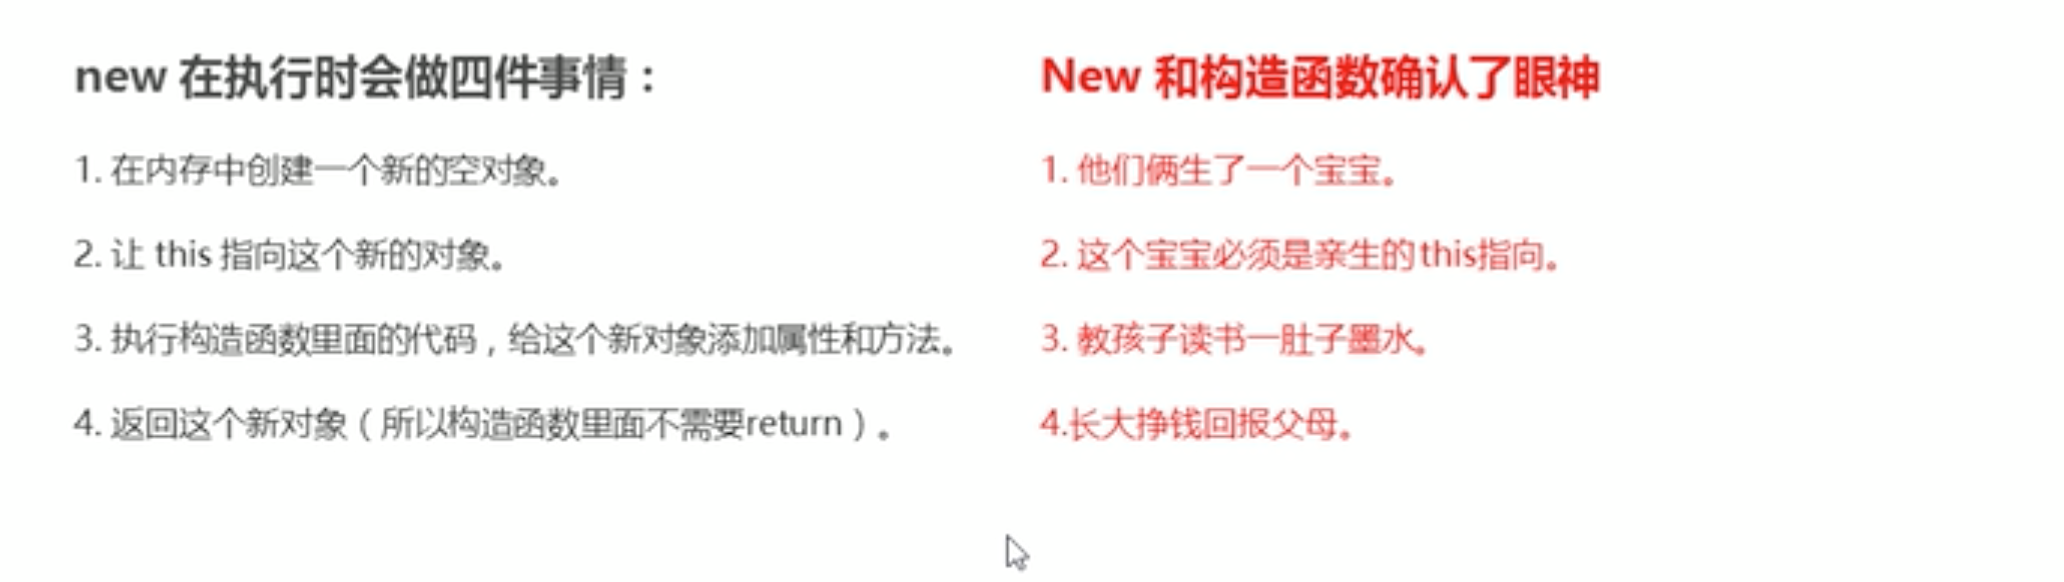 new 在执行时会做四件事情：
1. 在内存中创建一个新的空对象。
2. 让 this 指向这个新的对象。
3. 执行构造函数里面的代码，给这个新对象添加属性和方法。
4. 返回这个新对象（所以构造函数里面不需要return）。
New 和构造函数确认了眼神
1. 他们俩生了一个宝宝。
2. 这个宝宝必须是亲生的this指向。
3. 教孩子读书一肚子墨水。
4.长大挣钱回报父母。